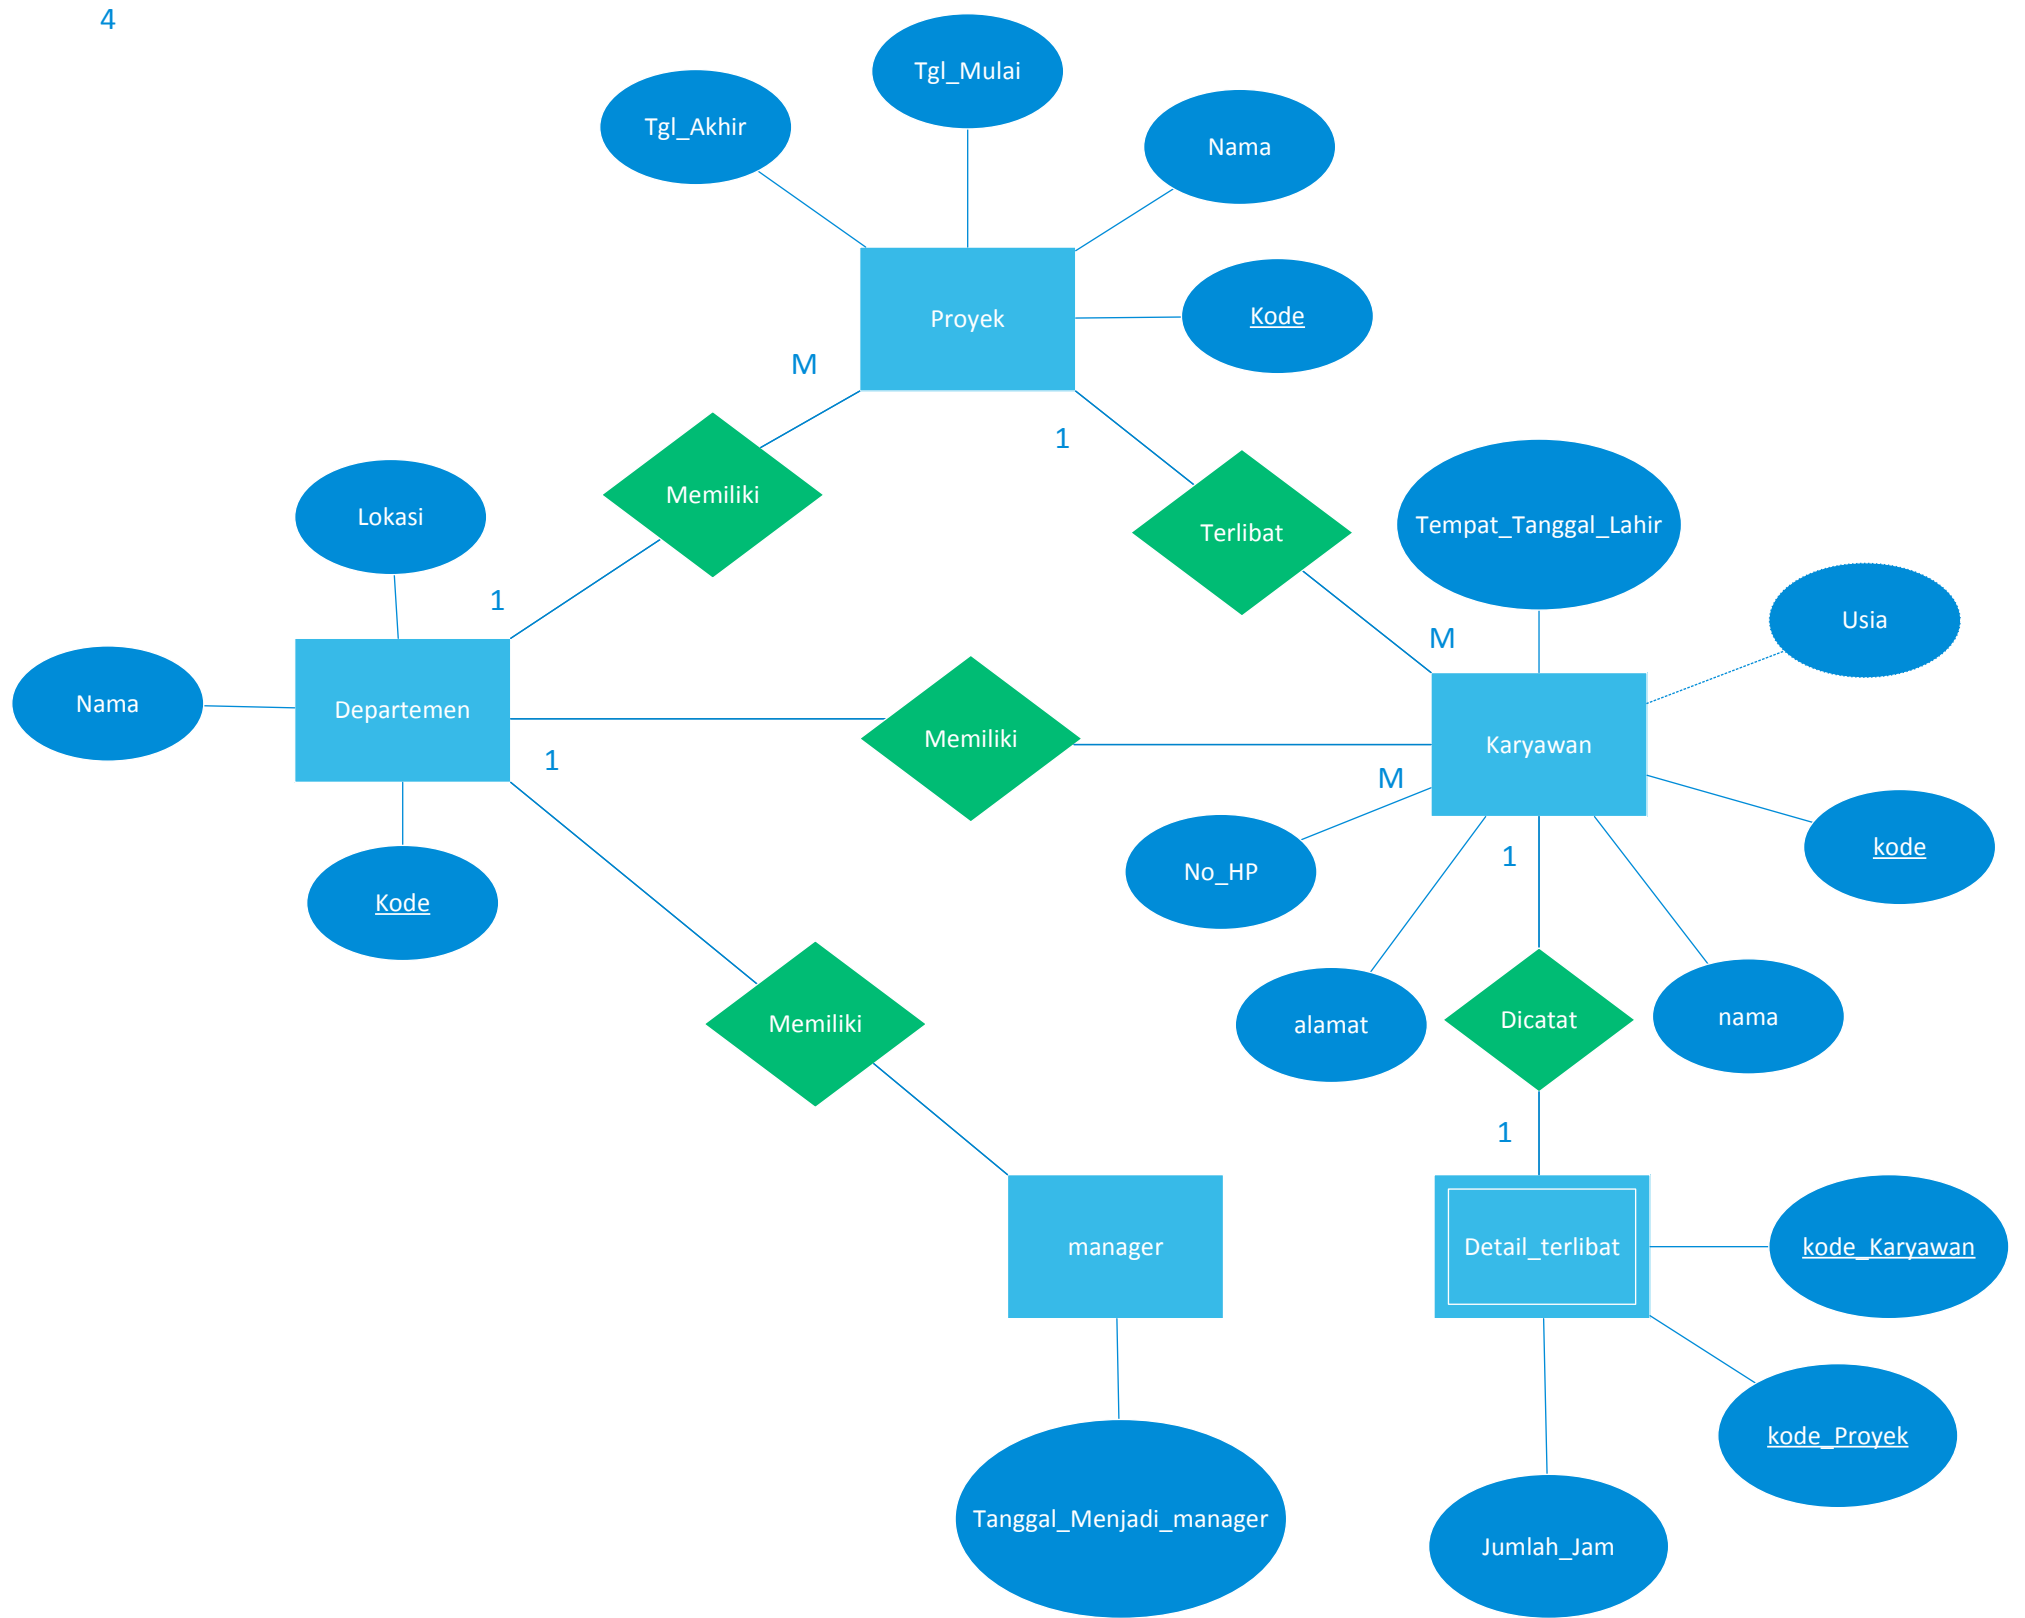 4
Tgl_Mulai
Tgl_Akhir
Nama
Proyek
Kode
M
1
Memiliki
Lokasi
Terlibat
Tempat_Tanggal_Lahir
1
Usia
M
Nama
Departemen
Memiliki
Karyawan
1
M
No_HP
1
kode
Kode
Memiliki
alamat
Dicatat
nama
1
manager
Detail_terlibat
kode_Karyawan
kode_Proyek
Tanggal_Menjadi_manager
Jumlah_Jam